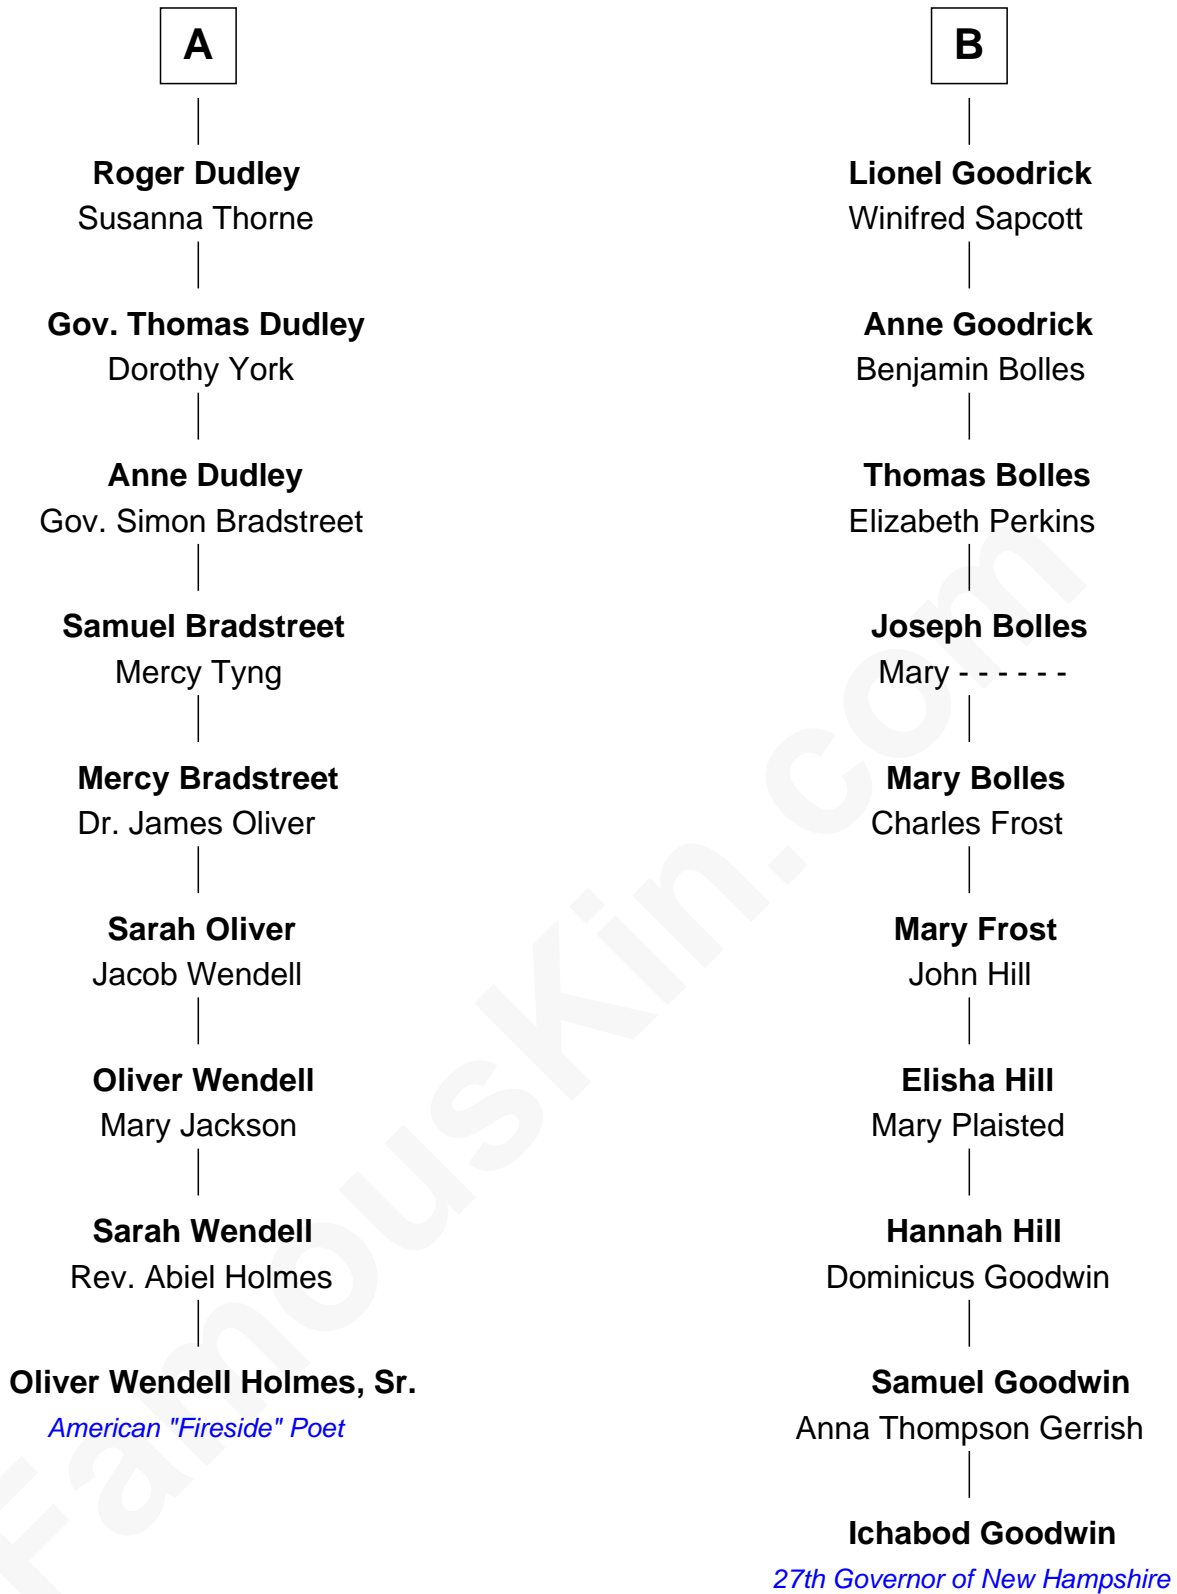 A
Roger Dudley
Susanna Thorne
Gov. Thomas Dudley
Dorothy York
Anne Dudley
Gov. Simon Bradstreet
Samuel Bradstreet
Mercy Tyng
Mercy Bradstreet
Dr. James Oliver
Sarah Oliver
Jacob Wendell
Oliver Wendell
Mary Jackson
Sarah Wendell
Rev. Abiel Holmes
Oliver Wendell Holmes, Sr.
American "Fireside" Poet
B
Lionel Goodrick
Winifred Sapcott
Anne Goodrick
Benjamin Bolles
Thomas Bolles
Elizabeth Perkins
Joseph Bolles
Mary - - - - - -
Mary Bolles
Charles Frost
Mary Frost
John Hill
Elisha Hill
Mary Plaisted
Hannah Hill
Dominicus Goodwin
Samuel Goodwin
Anna Thompson Gerrish
Ichabod Goodwin
27th Governor of New Hampshire
FamousKin.com